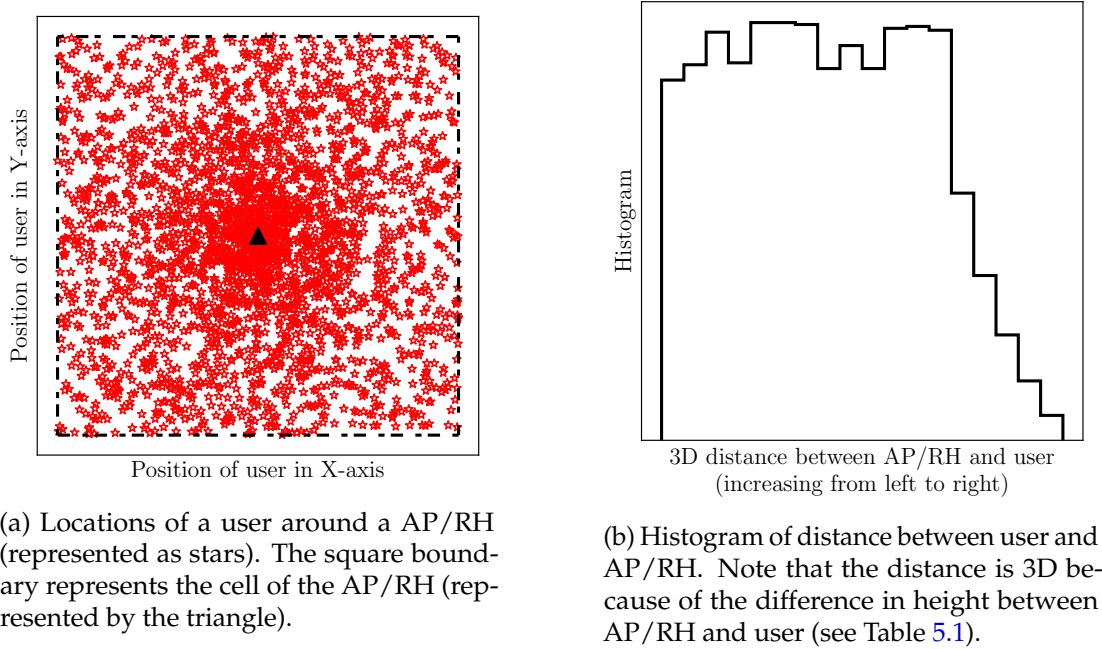 Position of user in Y-axis
Position of user in X-axis
(a) Locations of a user around a AP/RH
(represented as stars). The square bound-
ary represents the cell of the AP/RH (rep-
resented by the triangle).
Histogram
3D distance between AP/RH and user
(increasing from left to right)
(b) Histogram of distance between user and
AP/RH. Note that the distance is 3D be-
cause of the difference in height between
AP/RH and user (see Table 5.1).